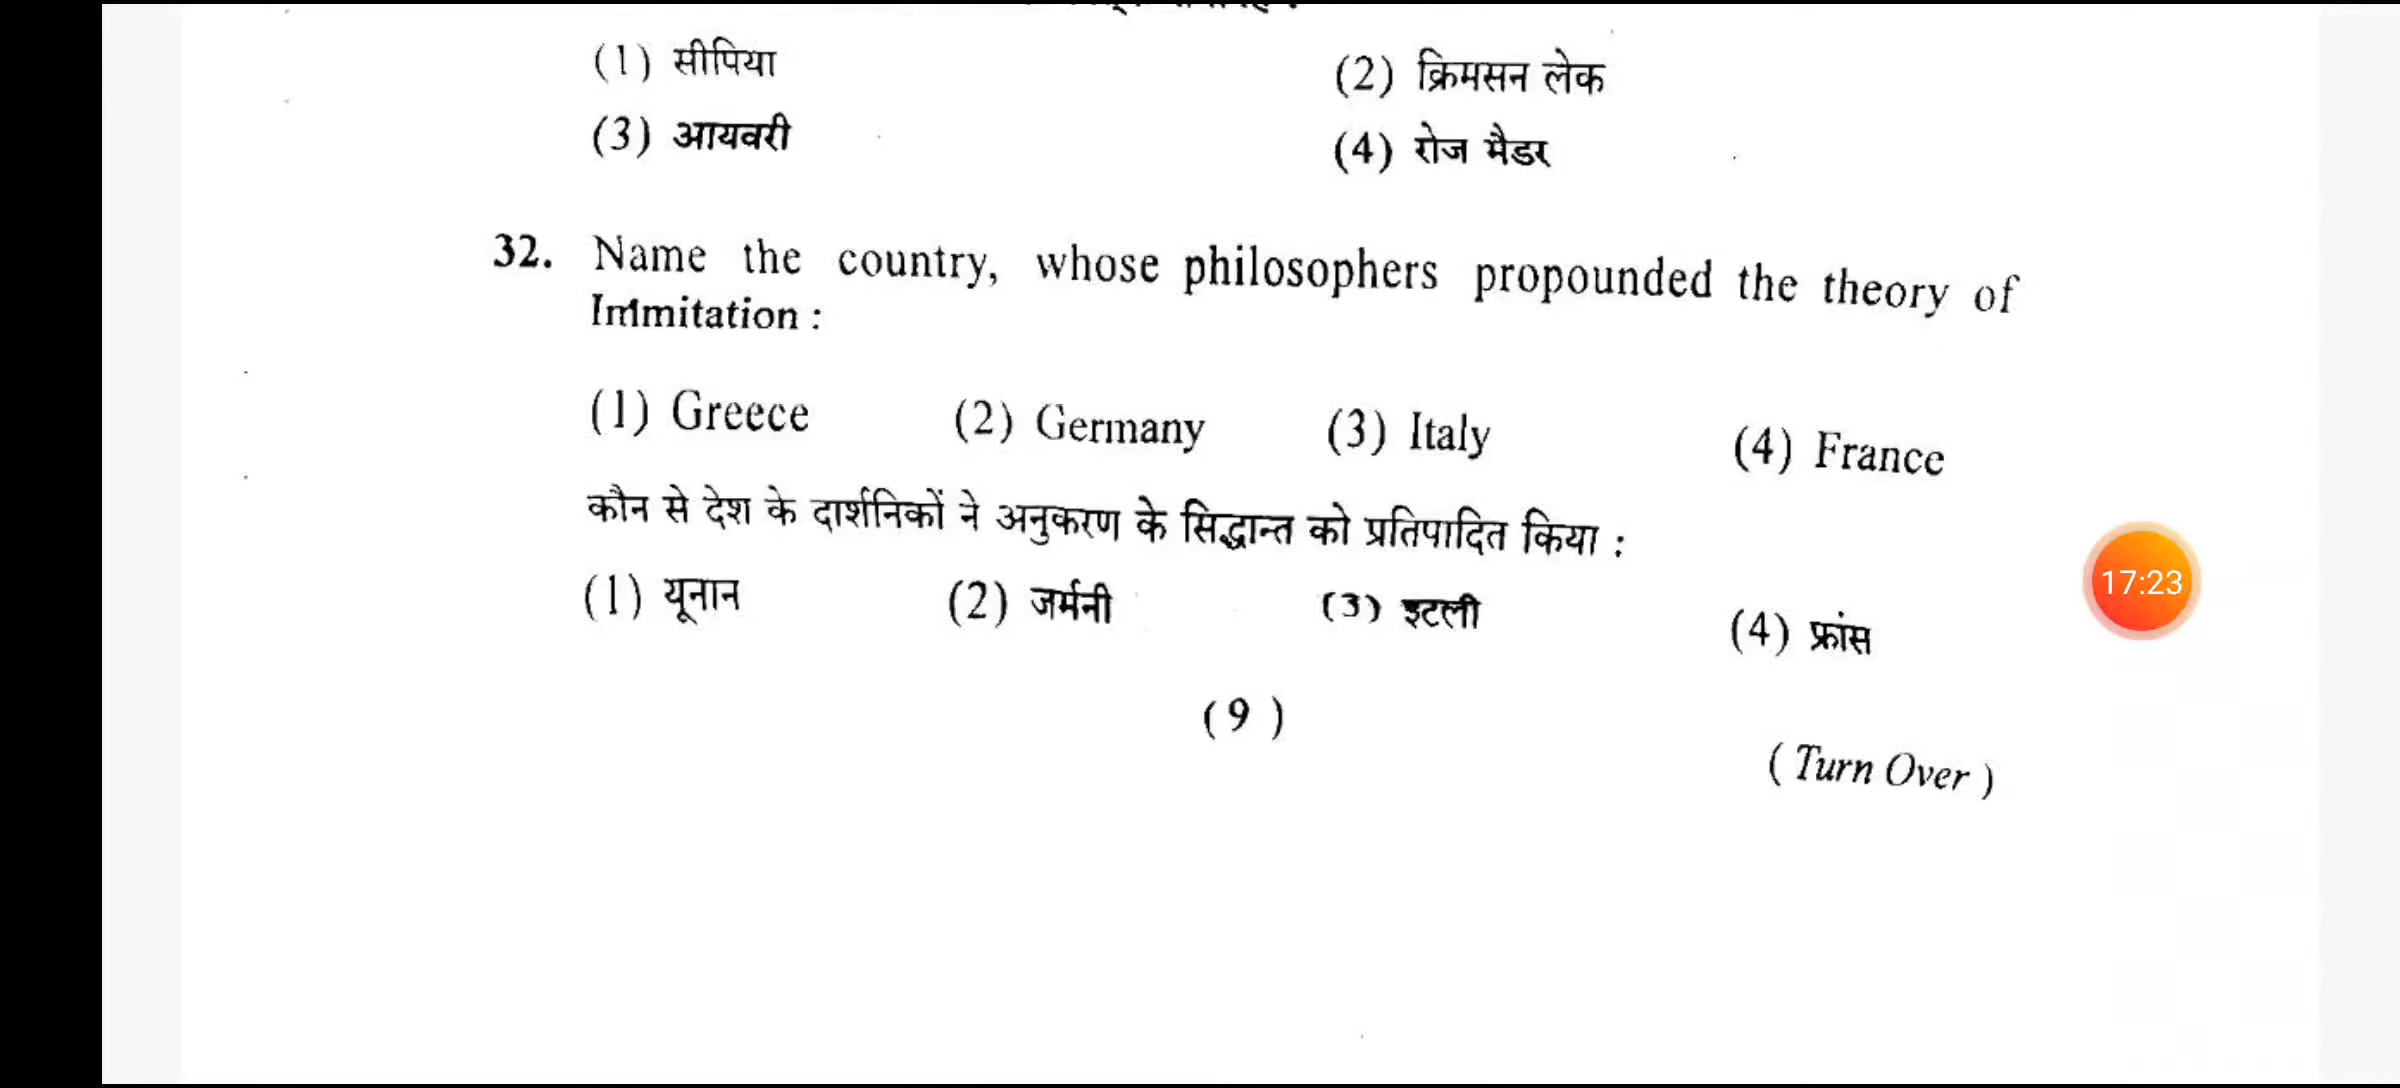 (1) सीपिया
(2) क्रिमसन लेक
(3) आयवरी
(4) रोज मैडर
32. Name the country, whose philosophers propounded the theory of
Immitation :
(1) Greece (2) Germany (3) Italy (4) France
कौन से देश के दार्शनिकों ने अनुकरण के सिद्धान्त को प्रतिपादित किया :
(1) यूनान (2) जर्मनी (3) इटली (4) फ्रांस
17:23
( 9 )
( Turn Over )